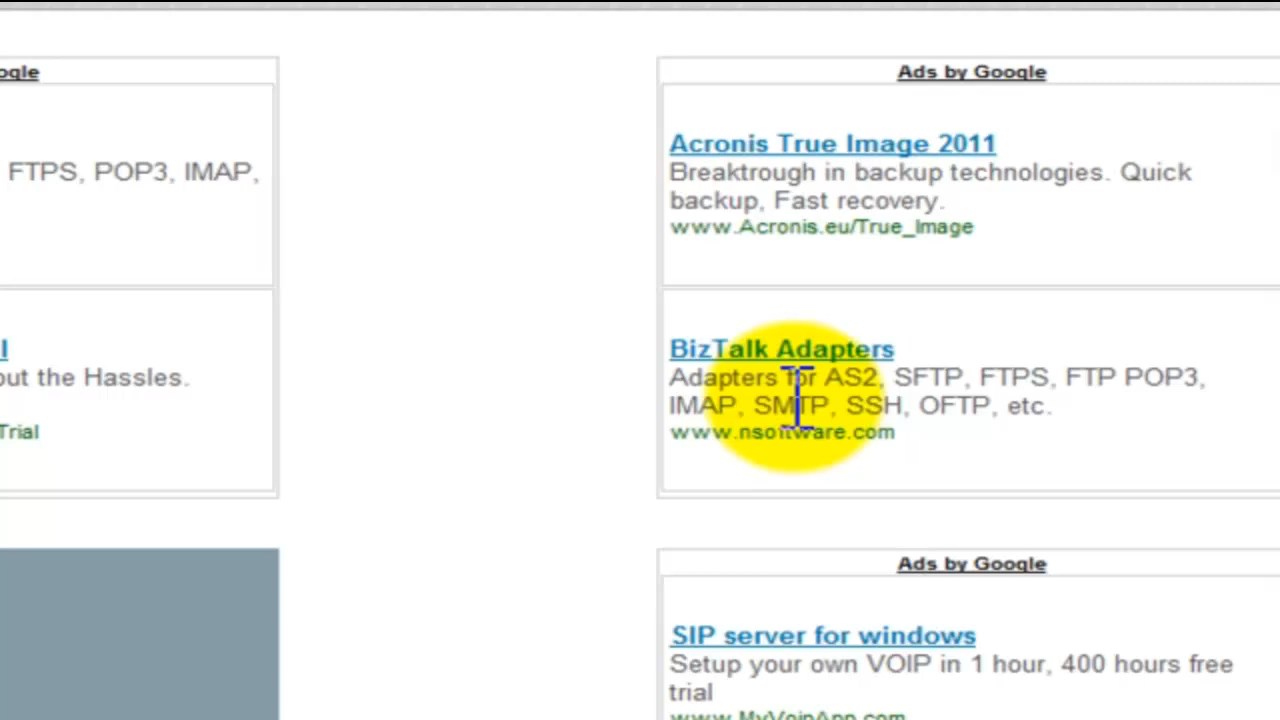 ogle
FTPS, POP3, IMAP,
l
out the Hassles.
Trial
Ads by Google
Acronis True Image 2011
Breaktrough in backup technologies. Quick
backup, Fast recovery.
www.Acronis.eu/True_Image
BizTalk Adapters
Adapters for AS2, SFTP, FTPS, FTP POP3,
IMAP, SMTP, SSH, OFTP, etc.
www.nsoftware.com
Ads by Google
SIP server for windows
Setup your own VOIP in 1 hour, 400 hours free
trial
www.MyVoipApp.com